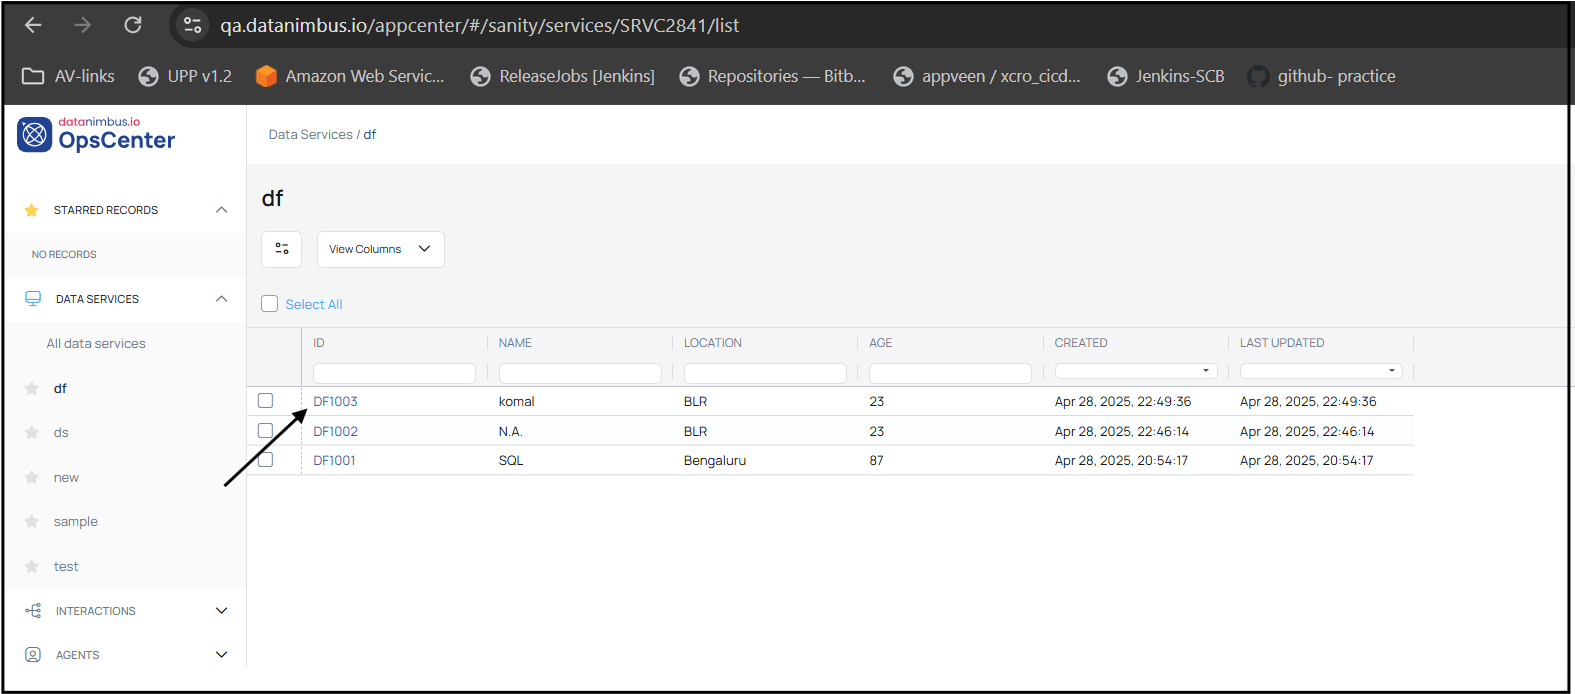 qa.datanimbus.io/appcenter/#/sanity/services/SRVC2841/list
AV-links UPP v1.2 Amazon Web Servic... ReleaseJobs [Jenkins] Repositories — Bitb... appveen / xcro_cicd... Jenkins-SCB github- practice
datanimbus.io
OpsCenter
Data Services / df
STARRED RECORDS
NO RECORDS
DATA SERVICES
All data services
df
ds
new
sample
test
INTERACTIONS
AGENTS
df
View Columns
Select All
ID NAME LOCATION AGE CREATED LAST UPDATED
DF1003 komal BLR 23 Apr 28, 2025, 22:49:36 Apr 28, 2025, 22:49:36
DF1002 N.A. BLR 23 Apr 28, 2025, 22:46:14 Apr 28, 2025, 22:46:14
DF1001 SQL Bengaluru 87 Apr 28, 2025, 20:54:17 Apr 28, 2025, 20:54:17